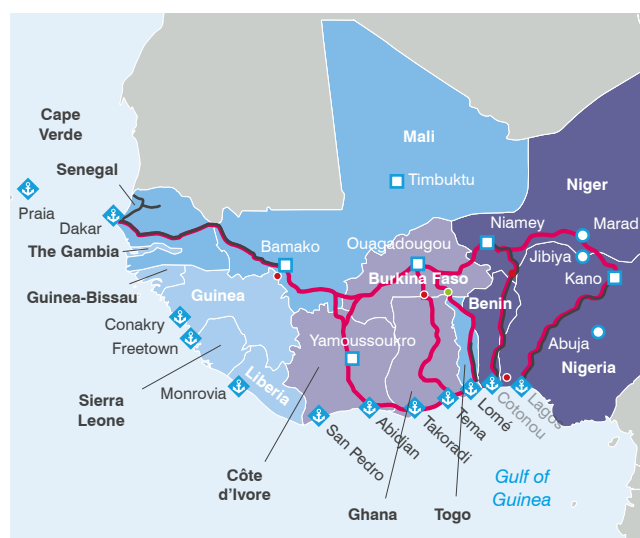 Cape
Verde
Mali
Senegal
Timbuktu
Niger
Praia
Dakar
Niamey
Marad
The Gambia
Bamako
Ouagadougou
Jibiya
Burkina Faso
Kano
Guinea-Bissau
Guinea
Benin
Conakry
Freetown
Yamoussoukro
Abuja
Nigeria
Monrovia
Liberia
Sierra
Leone
San Pedro
Abidjan
Takoradi
Tema
Lomé
Cotonou
Lagos
Côte
d'Ivoire
Gulf of
Guinea
Ghana
Togo